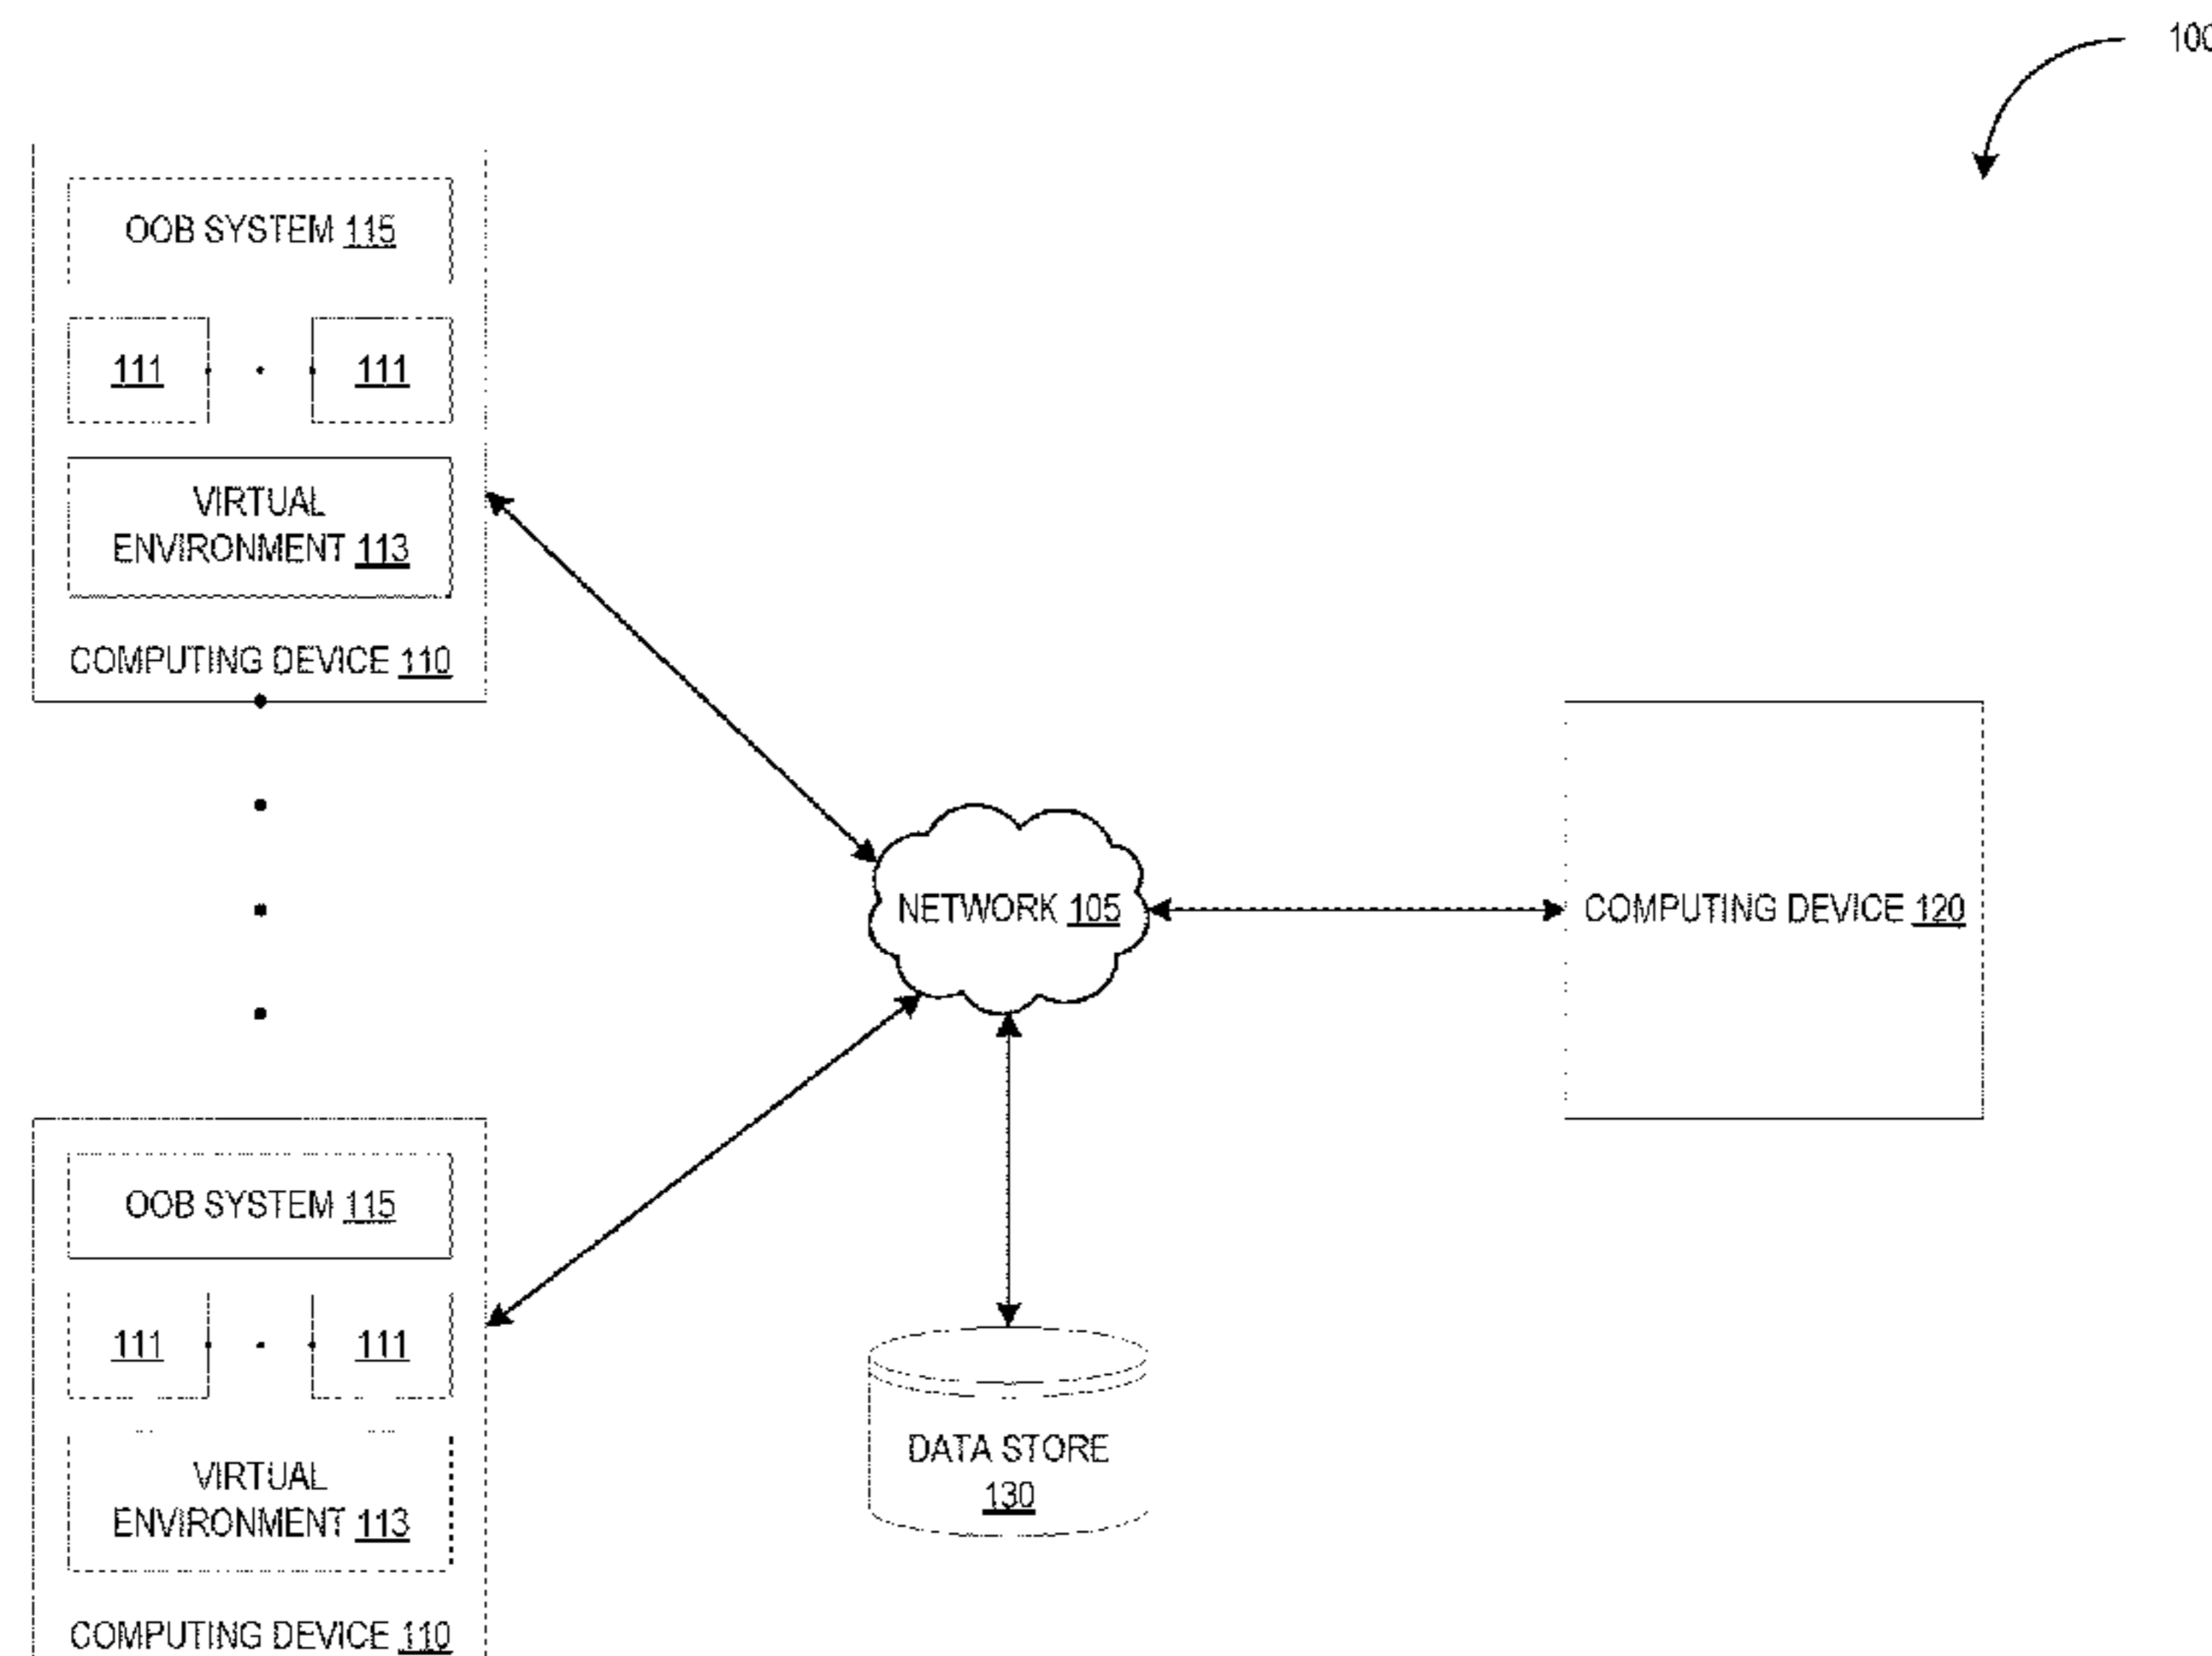 100
OOB SYSTEM 115
111 111
VIRTUAL
ENVIRONMENT 113
COMPUTING DEVICE 110
NETWORK 105
COMPUTING DEVICE 120
OOB SYSTEM 115
111 111
VIRTUAL
ENVIRONMENT 113
COMPUTING DEVICE 110
DATA STORE
130